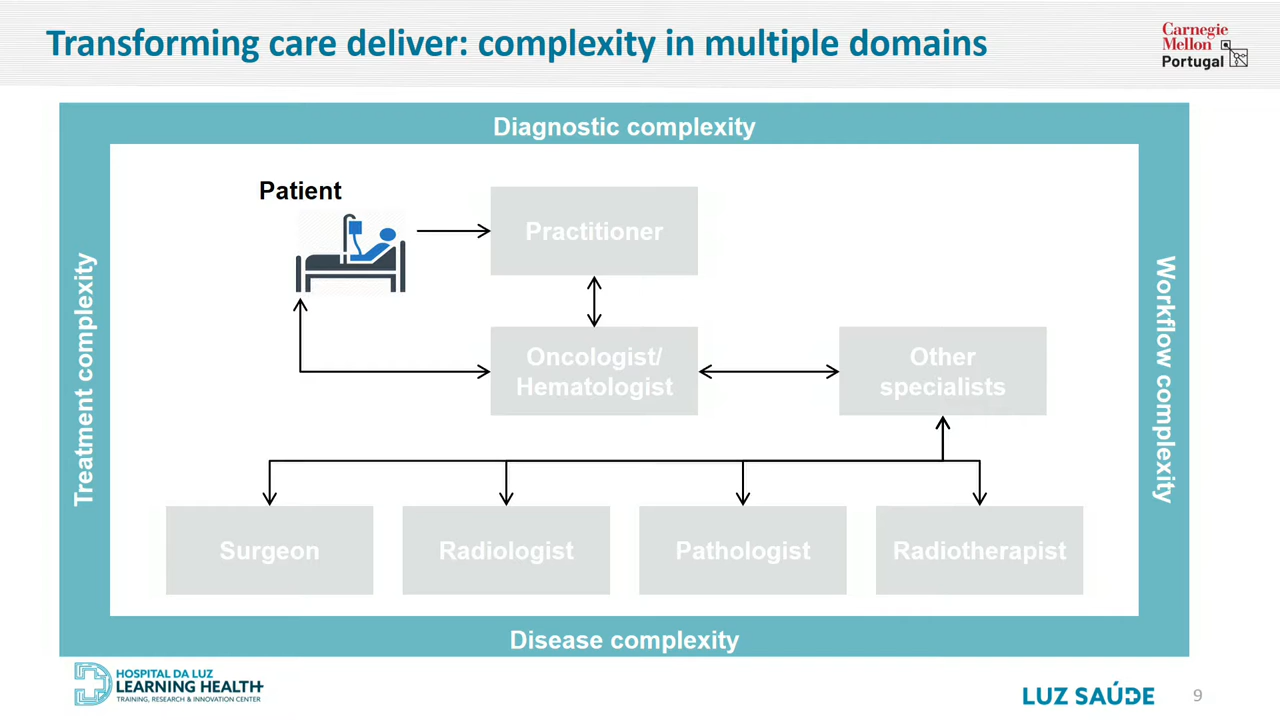 Transforming care deliver: complexity in multiple domains
Carnegie
Mellon
Portugal
Diagnostic complexity
Patient
Practitioner
Treatment complexity
Workflow complexity
Oncologist/
Hematologist
Other
specialists
Surgeon
Radiologist
Pathologist
Radiotherapist
Disease complexity
HOSPITAL DA LUZ
LEARNING HEALTH
TRAINING, RESEARCH & INNOVATION CENTER
LUZ SAÚDE
9